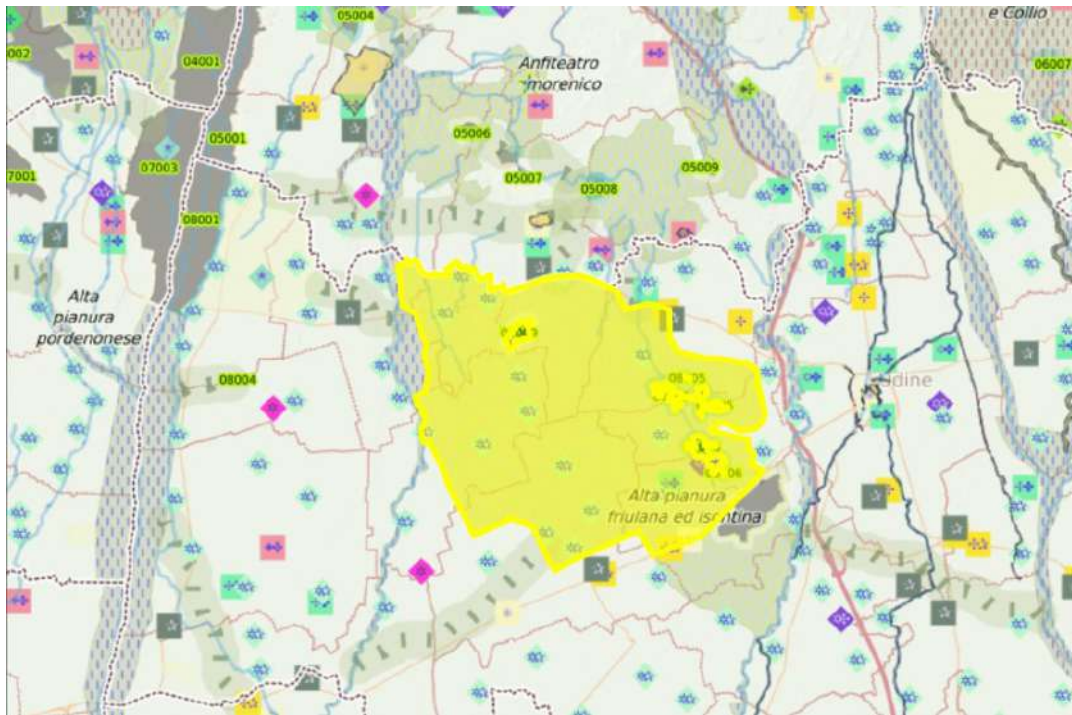 05004
e Collio
002
04001
Anfiteatro
morenico
06007
05001
05006
07003
05007
05008
05009
7001
08001
Alta
pianura
pordenonese
08004
Udine
Alta pianura
friulana ed isontina